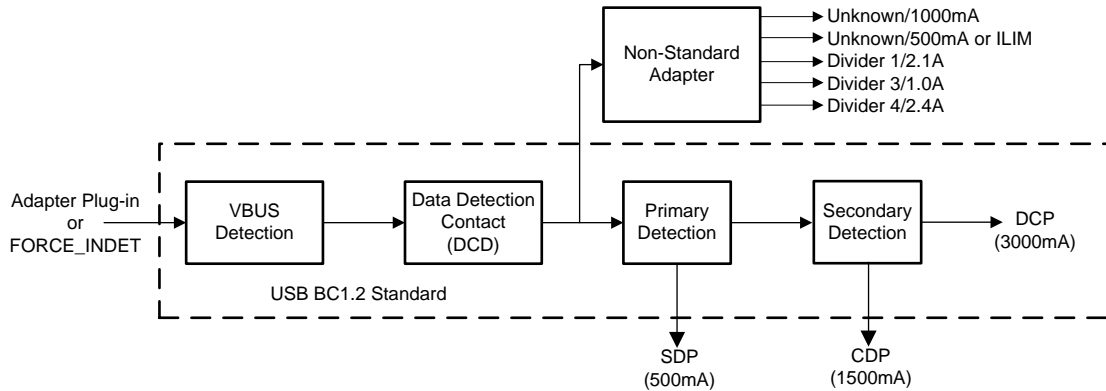 Unknown/1000mA
Unknown/500mA or ILIM
Divider 1/2.1A
Divider 3/1.0A
Divider 4/2.4A
Non-Standard
Adapter
Adapter Plug-in
or
FORCE_INDET
VBUS
Detection
Data Detection
Contact
(DCD)
Primary
Detection
Secondary
Detection
DCP
(3000mA)
USB BC1.2 Standard
SDP
(500mA)
CDP
(1500mA)